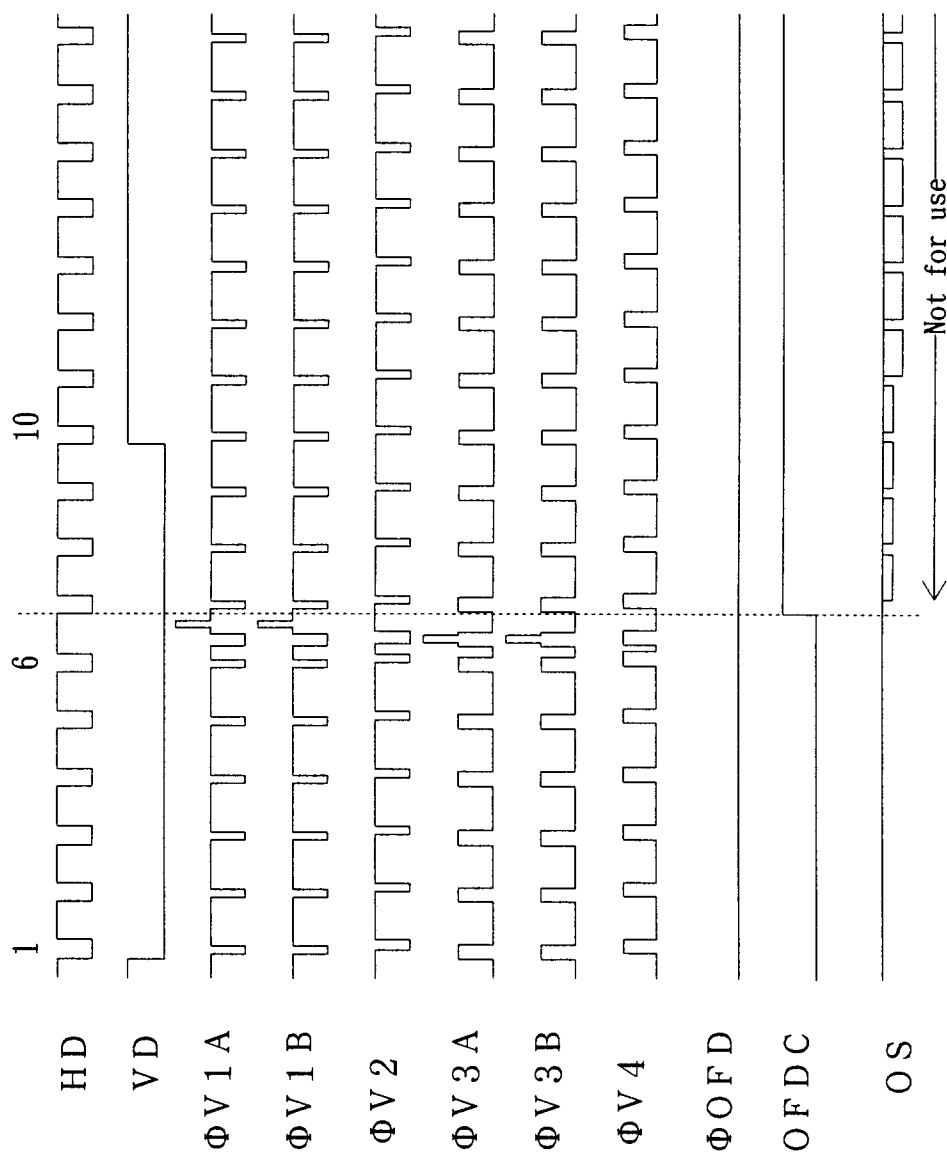 1 6 10
HD
VD
ΦV1A
ΦV1B
ΦV2
ΦV3A
ΦV3B
ΦV4
ΦOFD
OFDC
OS
Not for use